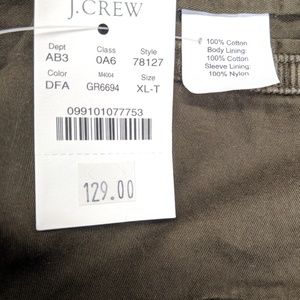 J.CREW
Dept Class Style
AB3 0A6 78127
Color M4004 Size
DFA GR6694 XL-T
099101077753
129.00
100% Cotton
Body Lining:
100% Cotton
Sleeve Lining:
100% Nylon